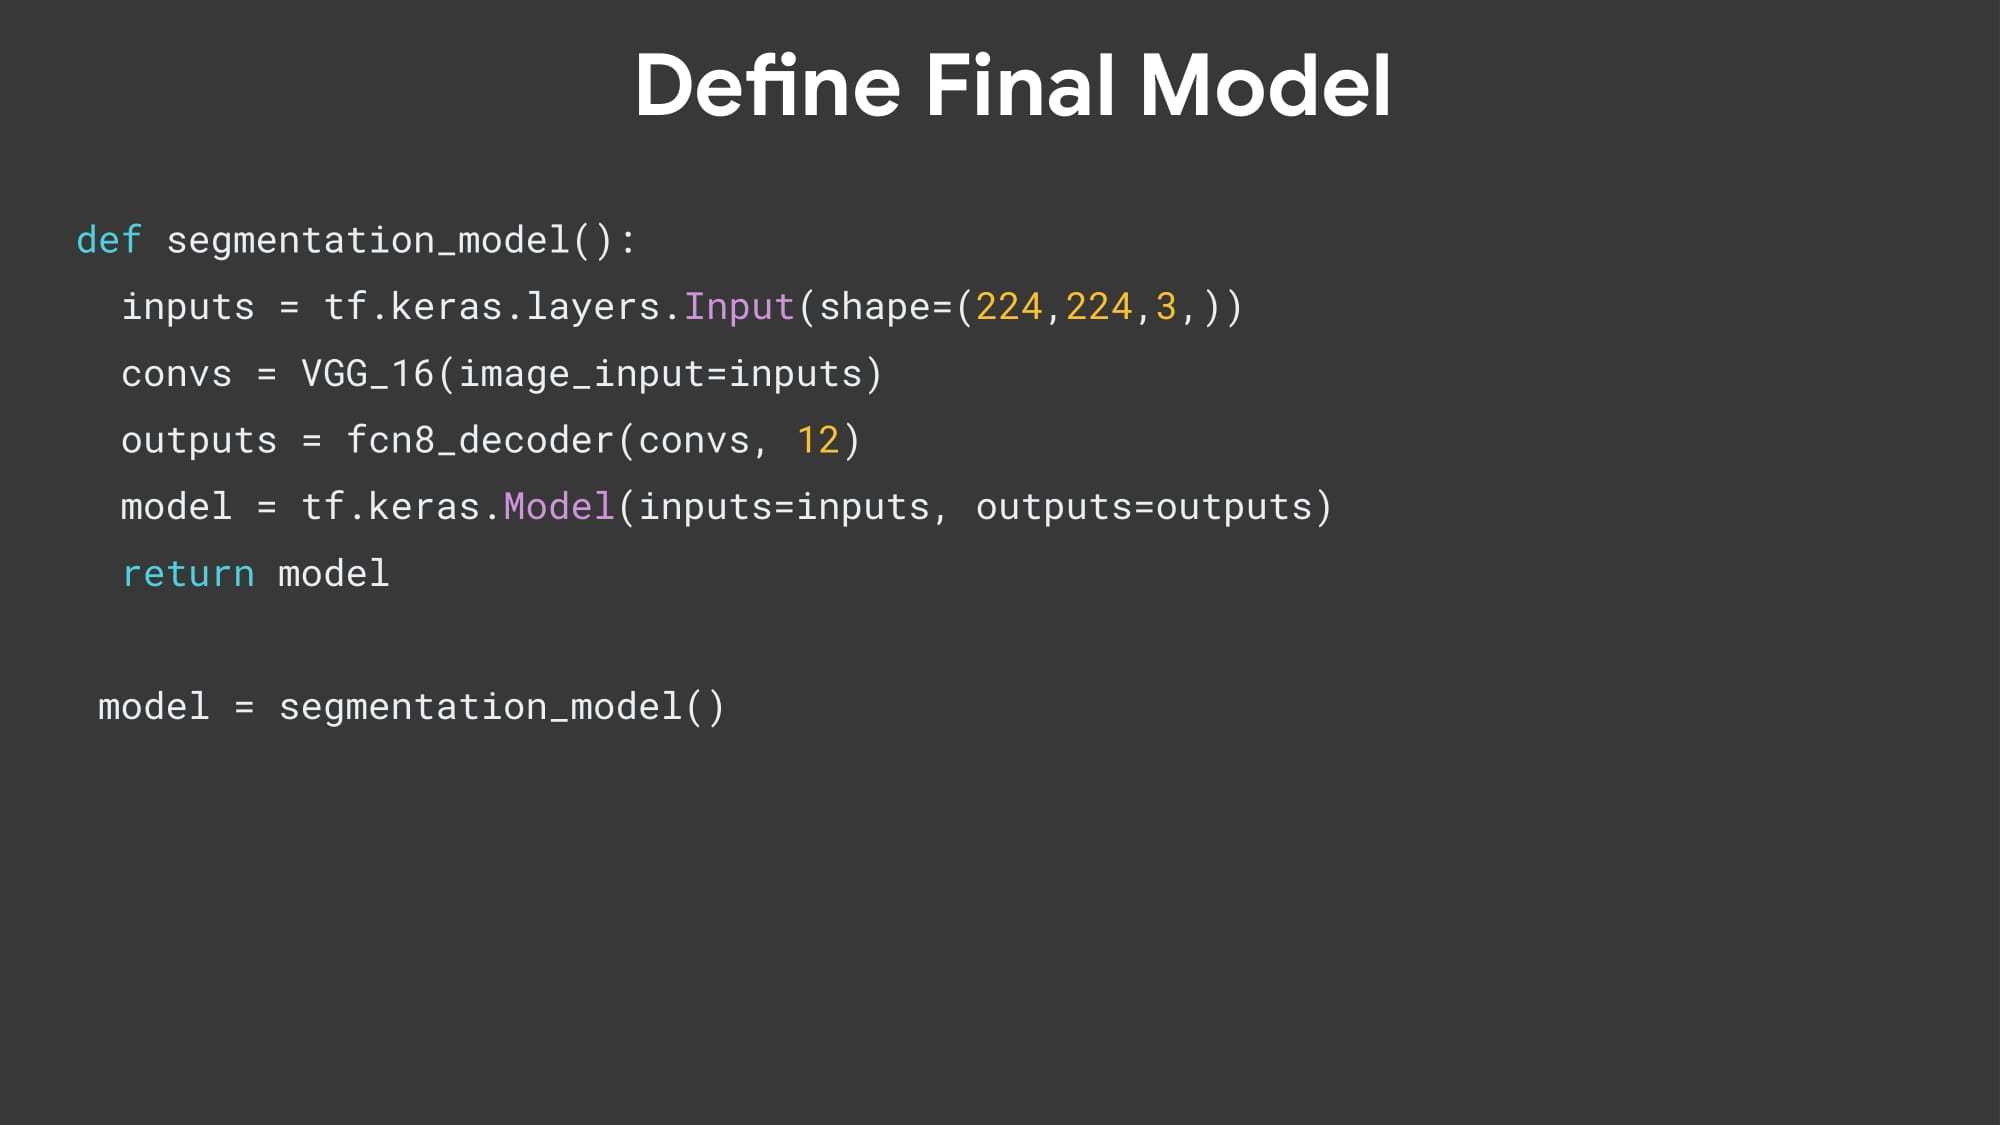 Define Final Model
def segmentation_model():
  inputs = tf.keras.layers.Input(shape=(224,224,3,))
  convs = VGG_16(image_input=inputs)
  outputs = fcn8_decoder(convs, 12)
  model = tf.keras.Model(inputs=inputs, outputs=outputs)
  return model
 model = segmentation_model()